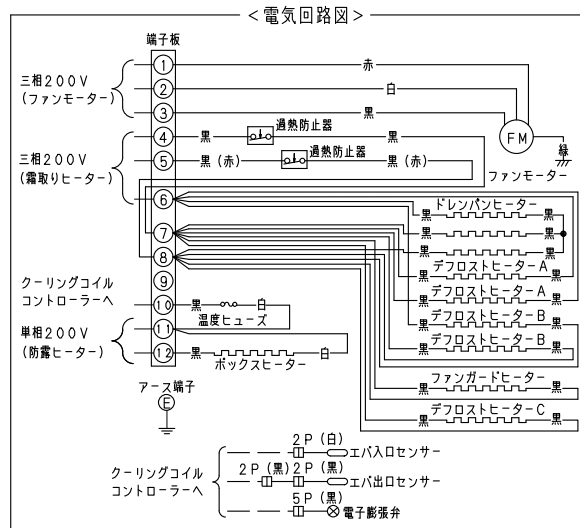 <電気回路図>
端子板
三相200V
(ファンモーター)
① 赤
② 白
③ 黒
FM
緑
ファンモーター
三相200V
(霜取りヒーター)
④ 黒 過熱防止器 黒
⑤ 黒(赤) 過熱防止器 黒(赤)
⑥
⑦
⑧
⑨
ドレンパンヒーター
黒 黒
黒 黒
黒 黒
デフロストヒーターA
黒 黒
デフロストヒーターA
黒 黒
デフロストヒーターB
黒 黒
デフロストヒーターB
黒 黒
ファンガードヒーター
黒 黒
デフロストヒーターC
黒 黒
クーリングコイル
コントローラーへ
⑩ 黒 白
温度ヒューズ
単相200V
(防露ヒーター)
⑪
⑫ 黒 白
ボックスヒーター
アース端子
E
クーリングコイル
コントローラーへ
2P(白)
エバ入口センサー
2P(黒) 2P(黒)
エバ出口センサー
5P(黒)
電子膨張弁